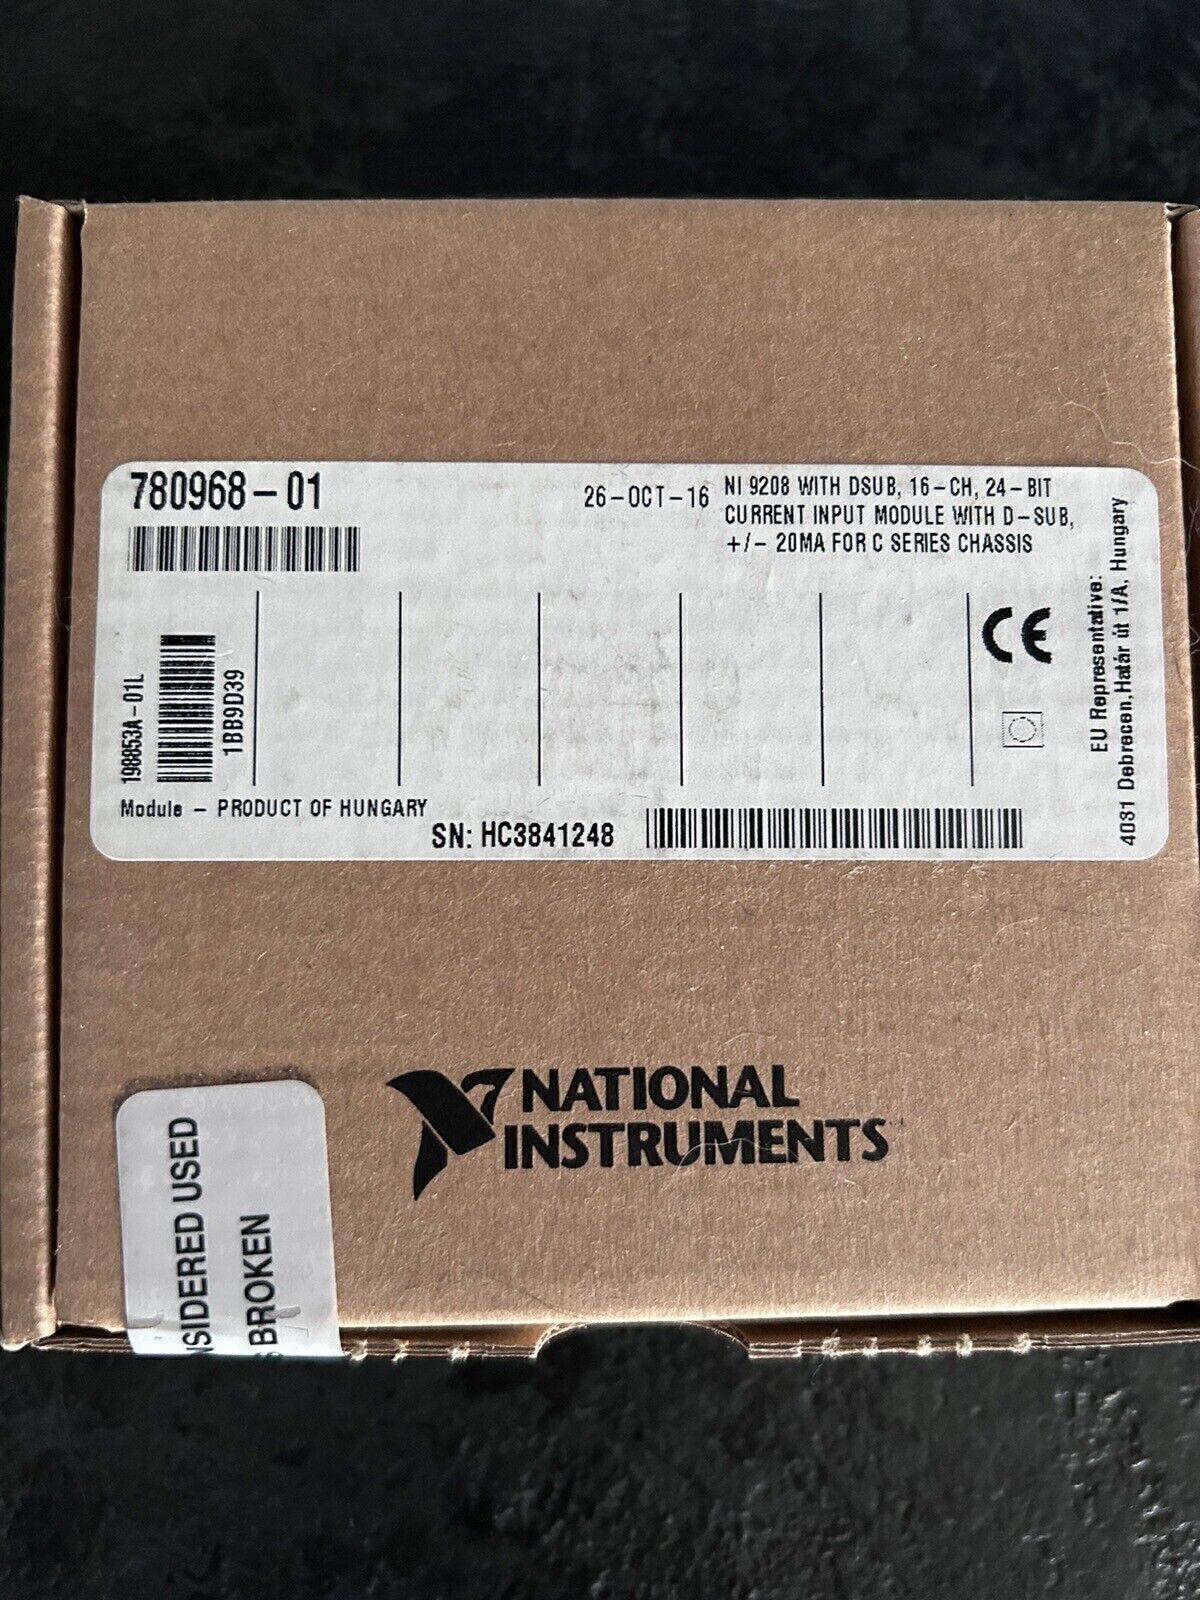 780968-01
26-OCT-16
NI 9208 WITH DSUB, 16-CH, 24-BIT
CURRENT INPUT MODULE WITH D-SUB,
+/- 20MA FOR C SERIES CHASSIS
198853A-01L
1BB9D39
CE
EU Representative:
4031 Debrecen, Határ út 1/A, Hungary
Module - PRODUCT OF HUNGARY
SN: HC3841248
NATIONAL
INSTRUMENTS
NSIDERED USED
BROKEN